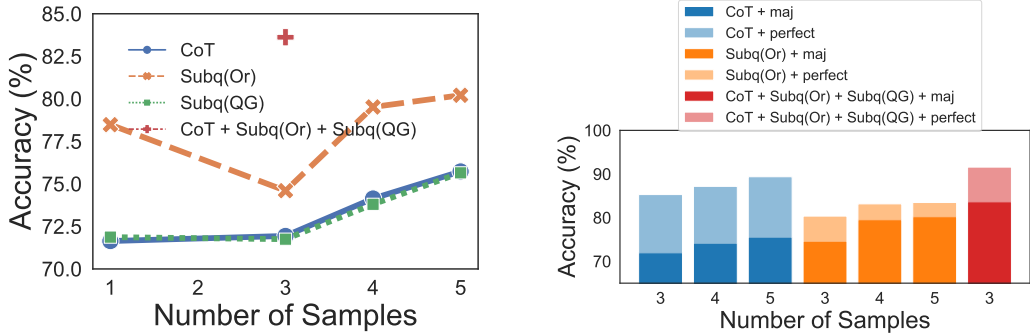 85.0
82.5
80.0
77.5
75.0
72.5
70.0
Accuracy (%)
CoT
Subq(Or)
Subq(QG)
CoT + Subq(Or) + Subq(QG)
1 2 3 4 5
Number of Samples
CoT + maj
CoT + perfect
Subq(Or) + maj
Subq(Or) + perfect
CoT + Subq(Or) + Subq(QG) + maj
CoT + Subq(Or) + Subq(QG) + perfect
100
90
80
70
Accuracy (%)
3 4 5 3 4 5 3
Number of Samples